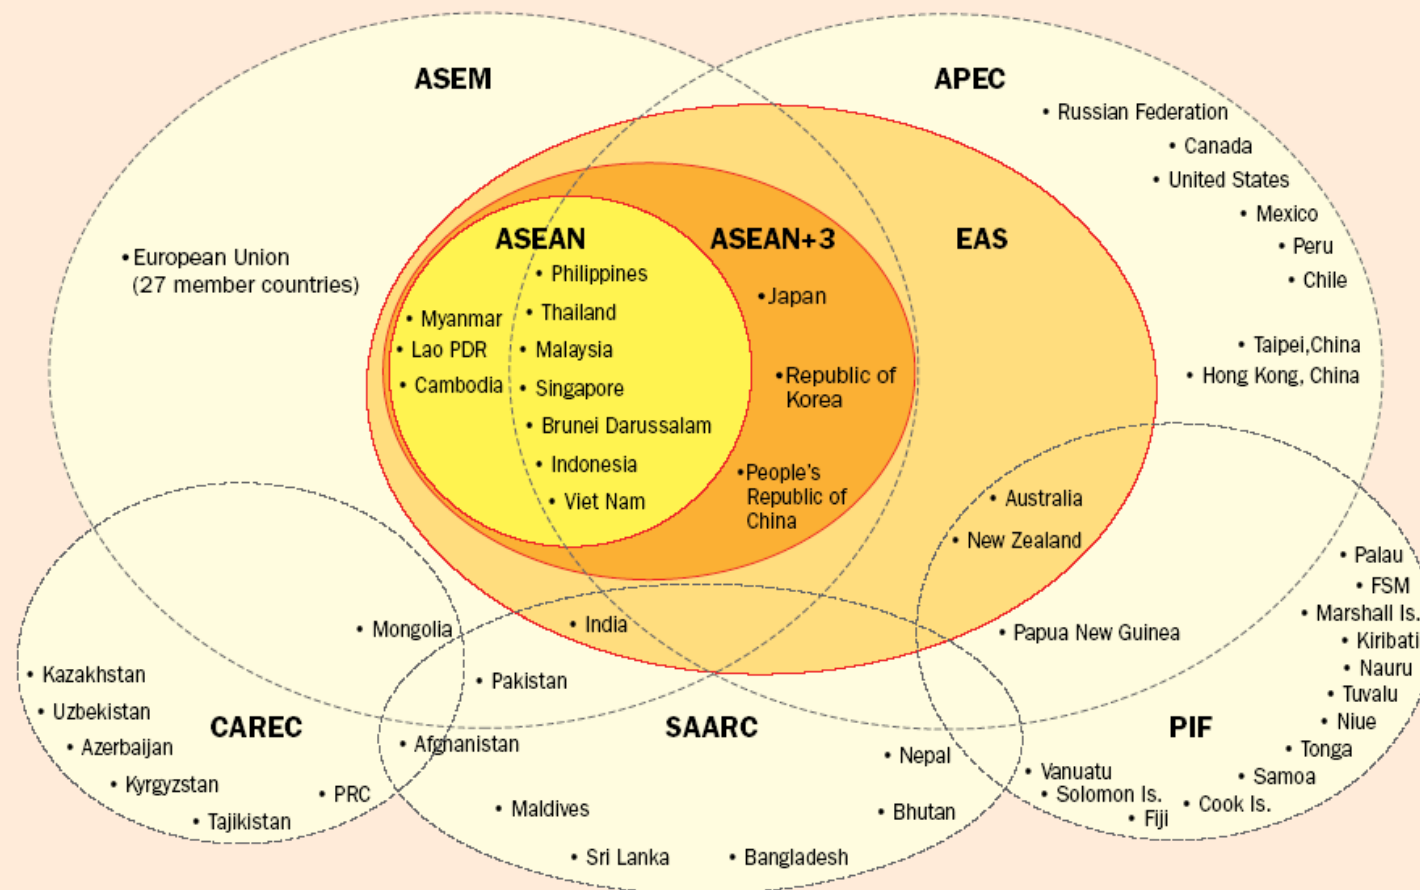 ASEM
APEC
• Russian Federation
• Canada
• United States
• Mexico
• Peru
• Chile
• Taipei,China
• Hong Kong, China
• European Union
(27 member countries)
ASEAN
ASEAN+3
EAS
• Philippines
• Thailand
• Malaysia
• Singapore
• Brunei Darussalam
• Indonesia
• Viet Nam
• Myanmar
• Lao PDR
• Cambodia
• Japan
• Republic of
Korea
• People's
Republic of
China
• Australia
• New Zealand
• Papua New Guinea
• India
• Mongolia
• Pakistan
• Kazakhstan
• Uzbekistan
• Azerbaijan
• Kyrgyzstan
• Tajikistan
• PRC
CAREC
• Afghanistan
SAARC
• Nepal
• Maldives
• Bhutan
• Sri Lanka
• Bangladesh
PIF
• Palau
• FSM
• Marshall Is.
• Kiribati
• Nauru
• Tuvalu
• Niue
• Tonga
• Samoa
• Cook Is.
• Vanuatu
• Solomon Is.
• Fiji